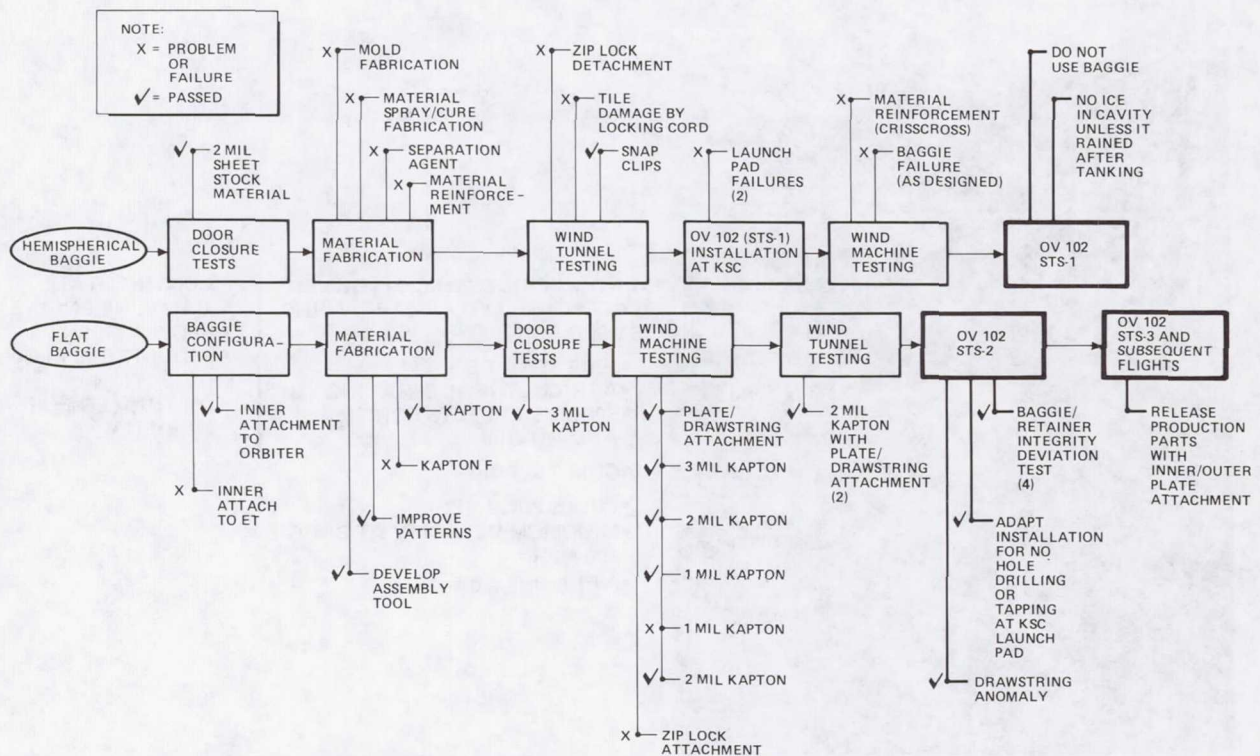 NOTE:
X = PROBLEM
OR
FAILURE
✓ = PASSED
X MOLD
FABRICATION
X MATERIAL
SPRAY/CURE
FABRICATION
X SEPARATION
AGENT
X MATERIAL
REINFORCE-
MENT
✓ 2 MIL
SHEET
STOCK
MATERIAL
X ZIP LOCK
DETACHMENT
X TILE
DAMAGE BY
LOCKING CORD
✓ SNAP
CLIPS
X LAUNCH
PAD
FAILURES
(2)
X MATERIAL
REINFORCEMENT
(CRISSCROSS)
X BAGGIE
FAILURE
(AS DESIGNED)
DO NOT
USE BAGGIE
NO ICE
IN CAVITY
UNLESS IT
RAINED
AFTER
TANKING
HEMISPHERICAL
BAGGIE
DOOR
CLOSURE
TESTS
MATERIAL
FABRICATION
WIND
TUNNEL
TESTING
OV 102 (STS-1)
INSTALLATION
AT KSC
WIND
MACHINE
TESTING
OV 102
STS-1
FLAT
BAGGIE
BAGGIE
CONFIGURA-
TION
MATERIAL
FABRICATION
DOOR
CLOSURE
TESTS
WIND
MACHINE
TESTING
WIND
TUNNEL
TESTING
OV 102
STS-2
OV 102
STS-3 AND
SUBSEQUENT
FLIGHTS
✓ INNER
ATTACHMENT
TO
ORBITER
X INNER
ATTACH
TO ET
✓ KAPTON
X KAPTON F
✓ IMPROVE
PATTERNS
✓ DEVELOP
ASSEMBLY
TOOL
✓ 3 MIL
KAPTON
✓ PLATE/
DRAWSTRING
ATTACHMENT
✓ 3 MIL KAPTON
✓ 2 MIL KAPTON
✓ 1 MIL KAPTON
X 1 MIL KAPTON
✓ 2 MIL KAPTON
X ZIP LOCK
ATTACHMENT
✓ 2 MIL
KAPTON
WITH
PLATE/
DRAWSTRING
ATTACHMENT
(2)
✓ BAGGIE/
RETAINER
INTEGRITY
DEVIATION
TEST
(4)
✓ ADAPT
INSTALLATION
FOR NO
HOLE
DRILLING
OR
TAPPING
AT KSC
LAUNCH
PAD
✓ DRAWSTRING
ANOMALY
RELEASE
PRODUCTION
PARTS
WITH
INNER/OUTER
PLATE
ATTACHMENT